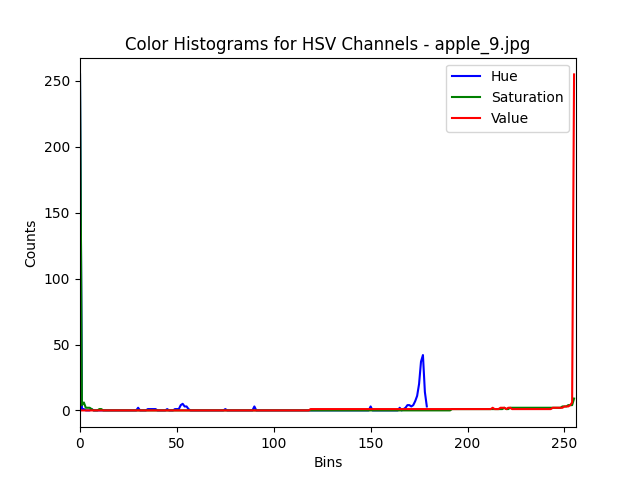 Color Histograms for HSV Channels - apple_9.jpg
Hue
Saturation
Value
Counts
250
200
150
100
50
0
0 50 100 150 200 250
Bins